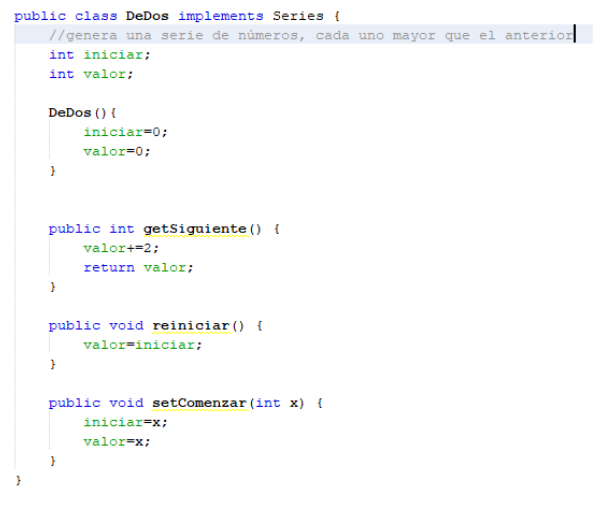 public class DeDos implements Series {
//genera una serie de números, cada uno mayor que el anterior
int iniciar;
int valor;
DeDos(){
iniciar=0;
valor=0;
}
public int getSiguiente() {
valor+=2;
return valor;
}
public void reiniciar() {
valor=iniciar;
}
public void setComenzar(int x) {
iniciar=x;
valor=x;
}
}